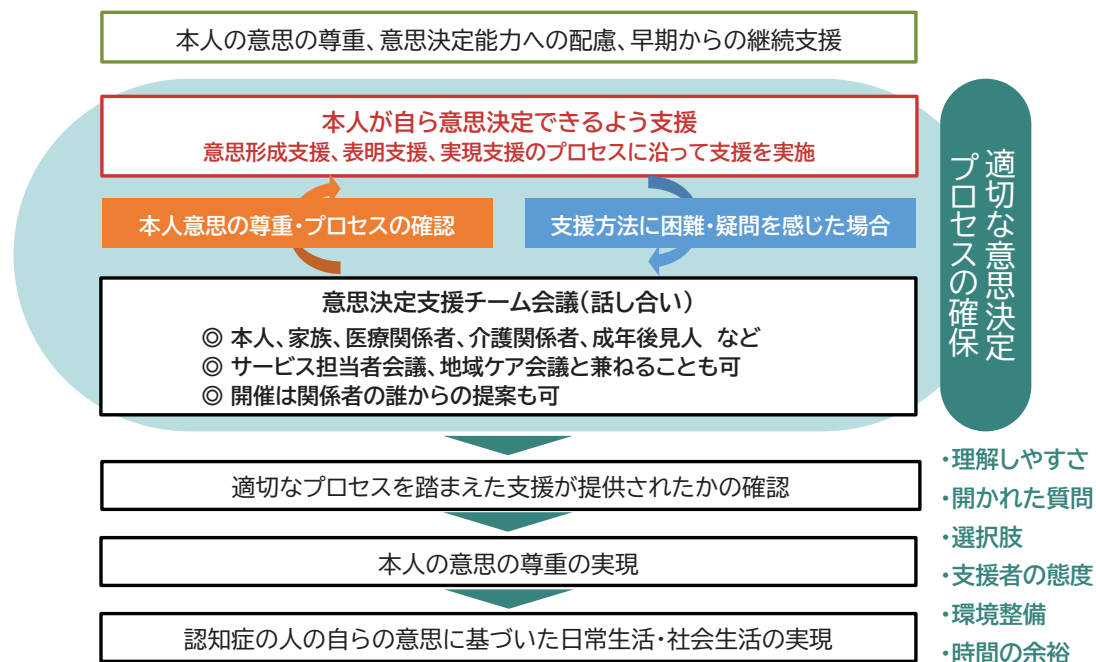 本人の意思の尊重、意思決定能力への配慮、早期からの継続支援
本人が自ら意思決定できるよう支援
意思形成支援、表明支援、実現支援のプロセスに沿って支援を実施
本人意思の尊重・プロセスの確認
支援方法に困難・疑問を感じた場合
意思決定支援チーム会議(話し合い)
◎ 本人、家族、医療関係者、介護関係者、成年後見人 など
◎ サービス担当者会議、地域ケア会議と兼ねることも可
◎ 開催は関係者の誰からの提案も可
適切な意思決定
プロセスの確保
適切なプロセスを踏まえた支援が提供されたかの確認
本人の意思の尊重の実現
認知症の人の自らの意思に基づいた日常生活・社会生活の実現
・理解しやすさ
・開かれた質問
・選択肢
・支援者の態度
・環境整備
・時間の余裕